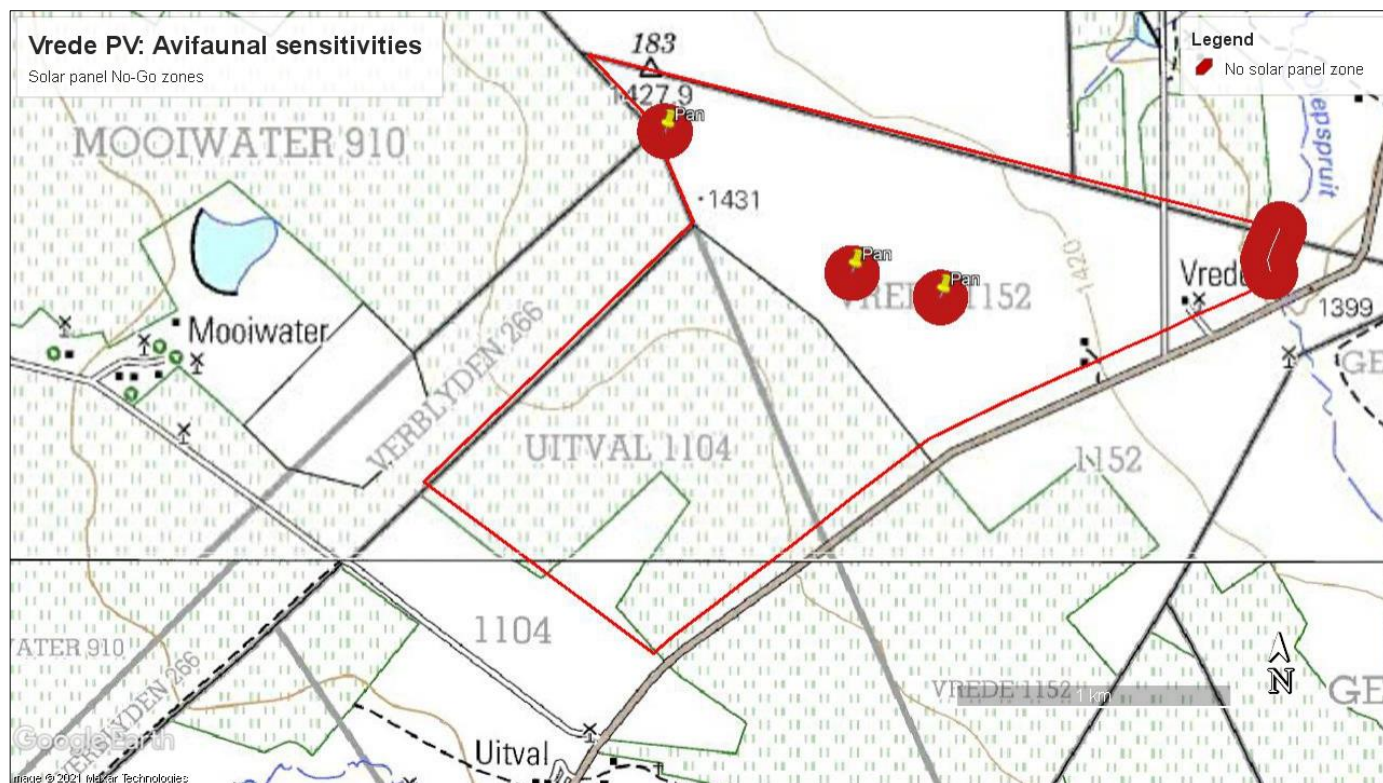 Vrede PV: Avifaunal sensitivities
Solar panel No-Go zones
Legend
No solar panel zone
183
1427.9
Pan
MOOIWATER 910
1431
Pan
Pan
VREDE 1152
1420
Vrede
1399
Mooiwater
VERBLYDEN 266
UITVAL 1104
1152
GE
1104
WATER 910
VERBLYDEN 266
VREDE 1152
1 km
N
GE
Uitval
Google Earth
Image © 2021 Maxar Technologies